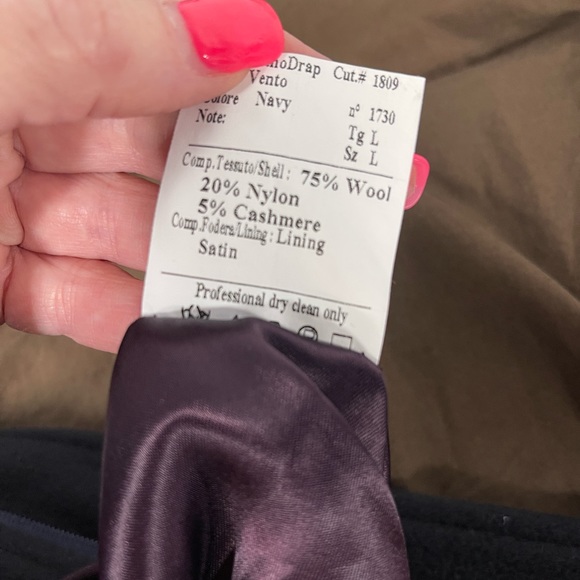 Cut.# 1809
Vento
Navy
nº 1730
Note:
Tg L
Sz L
Comp.Tessuto/Shell: 75% Wool
20% Nylon
5% Cashmere
Comp.Fodera/Lining: Lining
Satin
Professional dry clean only